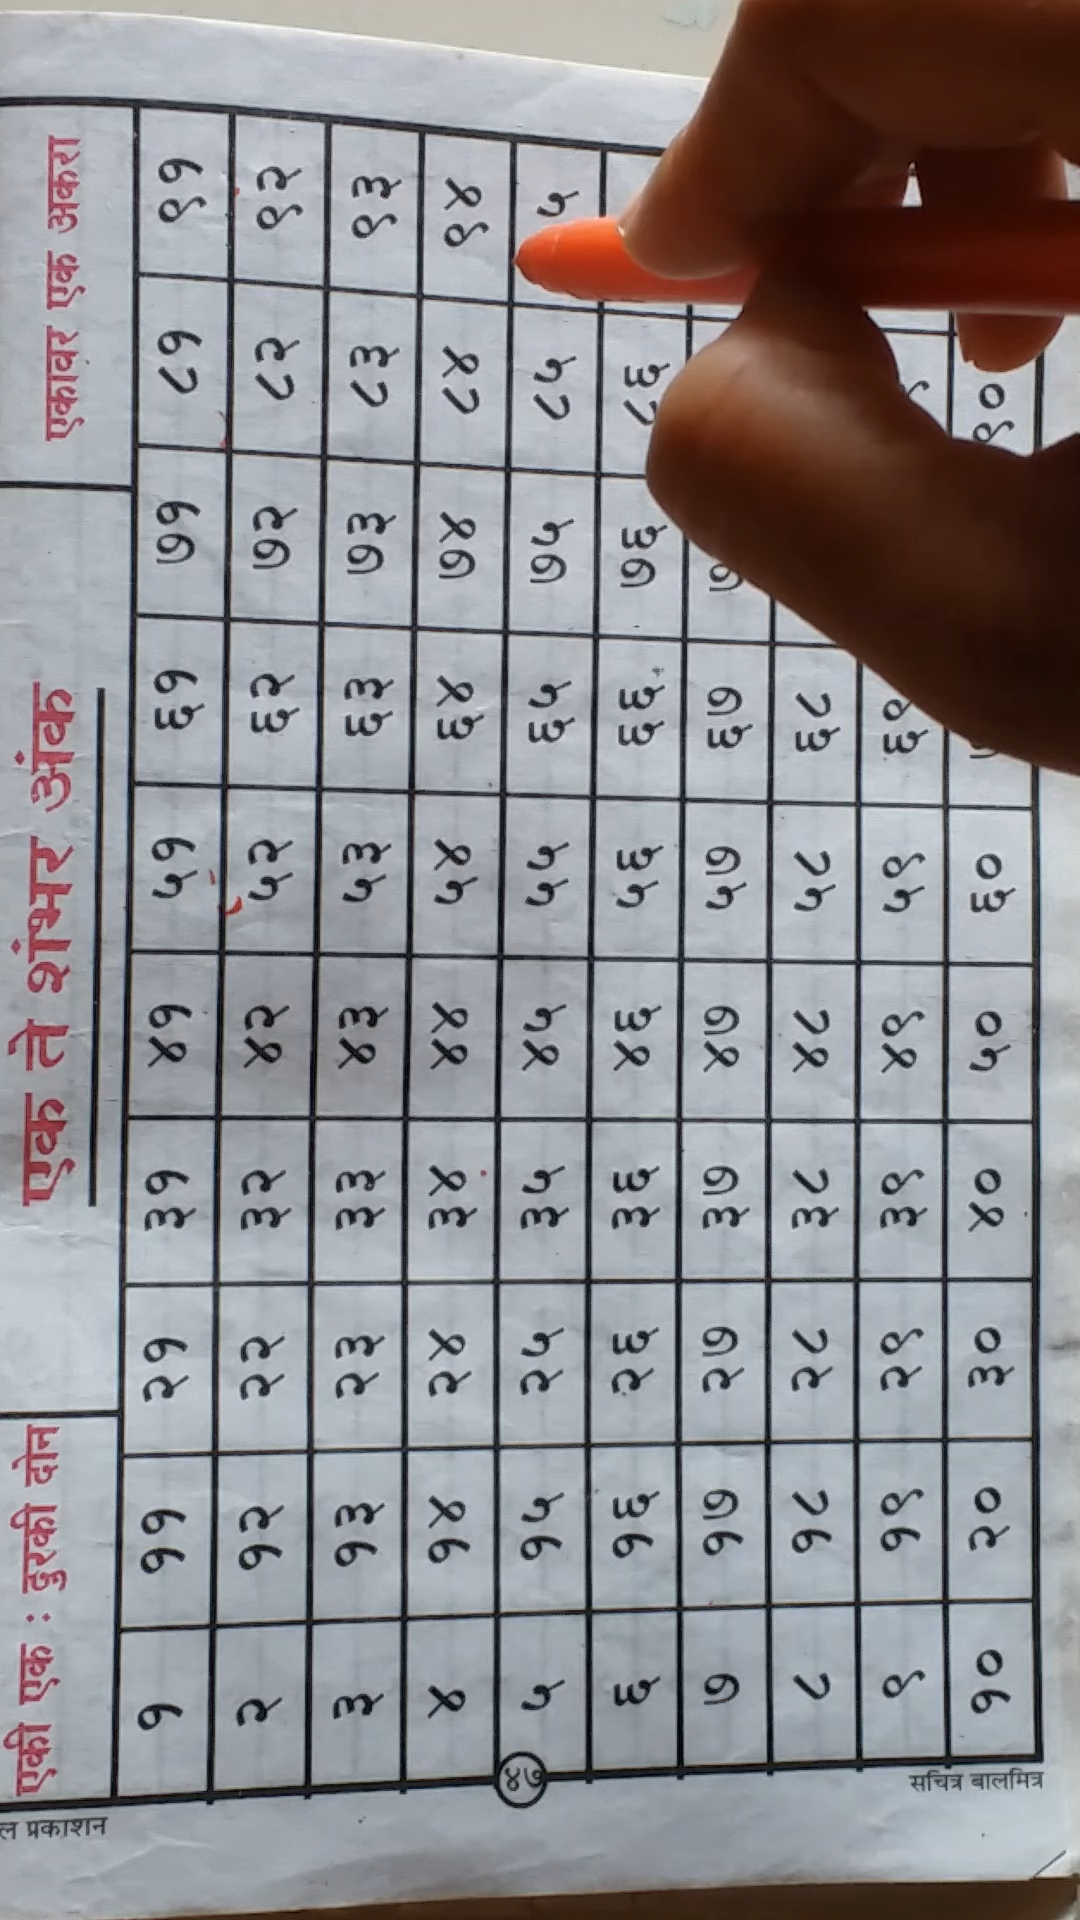 एकी एक : दुरकी दोन
एक ते शंभर अंक
एकावर एक अकरा
१ ११ २१ ३१ ४१ ५१ ६१ ७१ ८१ ९१
२ १२ २२ ३२ ४२ ५२ ६२ ७२ ८२ ९२
३ १३ २३ ३३ ४३ ५३ ६३ ७३ ८३ ९३
४ १४ २४ ३४ ४४ ५४ ६४ ७४ ८४ ९४
५ १५ २५ ३५ ४५ ५५ ६५ ७५ ८५ ५
६ १६ २६ ३६ ४६ ५६ ६६ ७६ ८६
७ १७ २७ ३७ ४७ ५७ ६७
८ १८ २८ ३८ ४८ ५८ ६८
९ १९ २९ ३९ ४९ ५९ ६९
१० २० ३० ४० ५० ६० ९०
प्रकाशन
४७
सचित्र बालमित्र